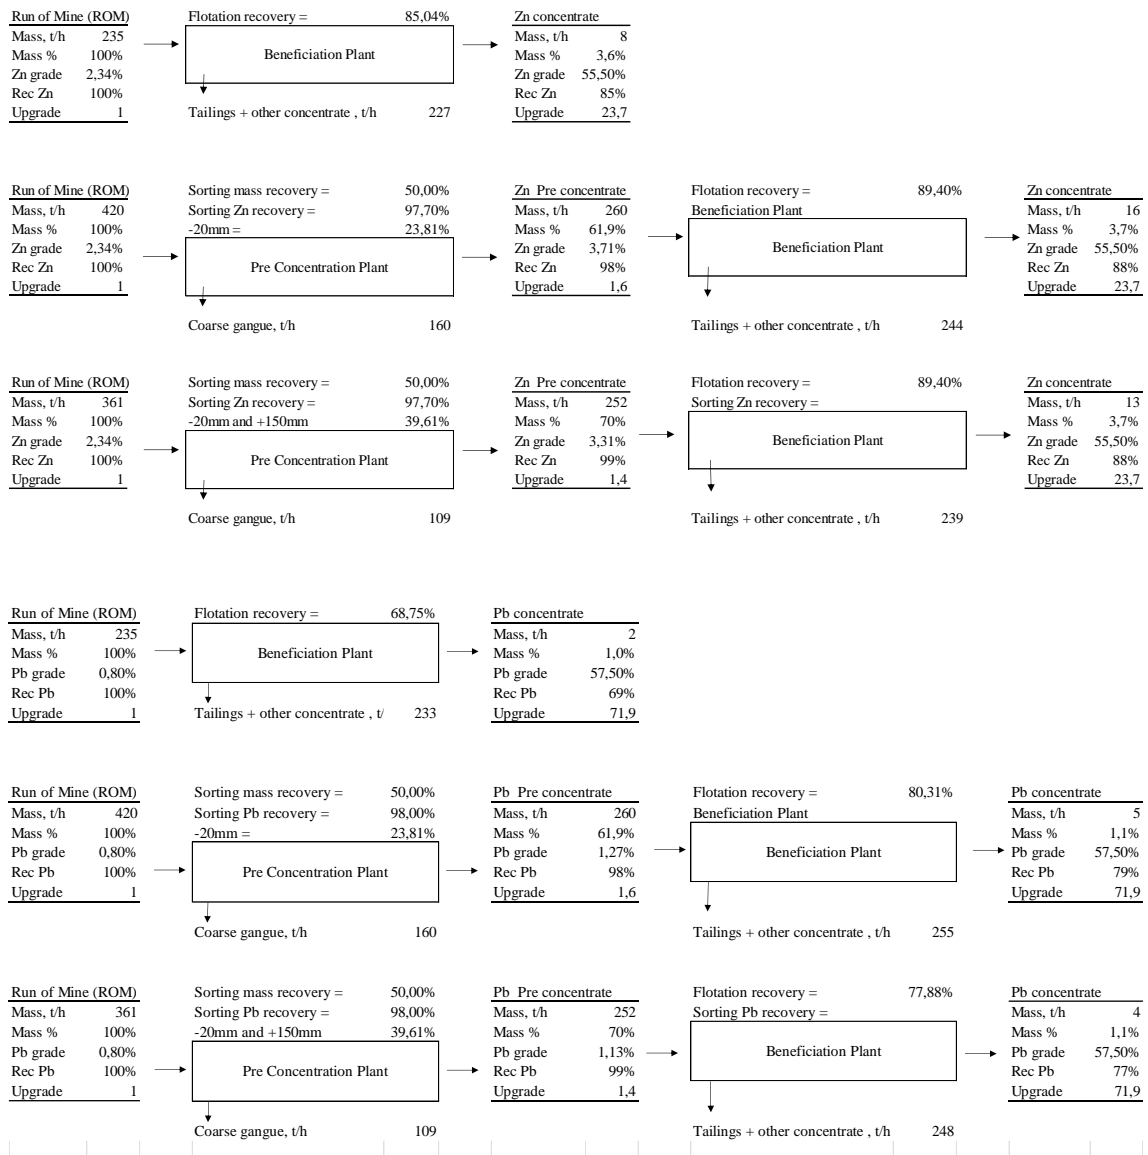 Run of Mine (ROM) Flotation recovery = 85,04% Zn concentrate
Mass, t/h 235 Mass, t/h 8
Mass % 100% Beneficiation Plant Mass % 3,6%
Zn grade 2,34% Zn grade 55,50%
Rec Zn 100% Rec Zn 85%
Upgrade 1 Tailings + other concentrate , t/h 227 Upgrade 23,7
Run of Mine (ROM) Sorting mass recovery = 50,00% Zn Pre concentrate Flotation recovery = 89,40% Zn concentrate
Mass, t/h 420 Sorting Zn recovery = 97,70% Mass, t/h 260 Beneficiation Plant Mass, t/h 16
Mass % 100% -20mm = 23,81% Mass % 61,9% Mass % 3,7%
Zn grade 2,34% Zn grade 3,71% Beneficiation Plant Zn grade 55,50%
Rec Zn 100% Pre Concentration Plant Rec Zn 98% Rec Zn 88%
Upgrade 1 Upgrade 1,6 Upgrade 23,7
Coarse gangue, t/h 160 Tailings + other concentrate , t/h 244
Run of Mine (ROM) Sorting mass recovery = 50,00% Zn Pre concentrate Flotation recovery = 89,40% Zn concentrate
Mass, t/h 361 Sorting Zn recovery = 97,70% Mass, t/h 252 Sorting Zn recovery = Mass, t/h 13
Mass % 100% -20mm and +150mm 39,61% Mass % 70% Mass % 3,7%
Zn grade 2,34% Zn grade 3,31% Beneficiation Plant Zn grade 55,50%
Rec Zn 100% Pre Concentration Plant Rec Zn 99% Rec Zn 88%
Upgrade 1 Upgrade 1,4 Upgrade 23,7
Coarse gangue, t/h 109 Tailings + other concentrate , t/h 239
Run of Mine (ROM) Flotation recovery = 68,75% Pb concentrate
Mass, t/h 235 Mass, t/h 2
Mass % 100% Beneficiation Plant Mass % 1,0%
Pb grade 0,80% Pb grade 57,50%
Rec Pb 100% Rec Pb 69%
Upgrade 1 Tailings + other concentrate , t/ 233 Upgrade 71,9
Run of Mine (ROM) Sorting mass recovery = 50,00% Pb Pre concentrate Flotation recovery = 80,31% Pb concentrate
Mass, t/h 420 Sorting Pb recovery = 98,00% Mass, t/h 260 Beneficiation Plant Mass, t/h 5
Mass % 100% -20mm = 23,81% Mass % 61,9% Mass % 1,1%
Pb grade 0,80% Pb grade 1,27% Beneficiation Plant Pb grade 57,50%
Rec Pb 100% Pre Concentration Plant Rec Pb 98% Rec Pb 79%
Upgrade 1 Upgrade 1,6 Upgrade 71,9
Coarse gangue, t/h 160 Tailings + other concentrate , t/h 255
Run of Mine (ROM) Sorting mass recovery = 50,00% Pb Pre concentrate Flotation recovery = 77,88% Pb concentrate
Mass, t/h 361 Sorting Pb recovery = 98,00% Mass, t/h 252 Sorting Pb recovery = Mass, t/h 4
Mass % 100% -20mm and +150mm 39,61% Mass % 70% Mass % 1,1%
Pb grade 0,80% Pb grade 1,13% Beneficiation Plant Pb grade 57,50%
Rec Pb 100% Pre Concentration Plant Rec Pb 99% Rec Pb 77%
Upgrade 1 Upgrade 1,4 Upgrade 71,9
Coarse gangue, t/h 109 Tailings + other concentrate , t/h 248